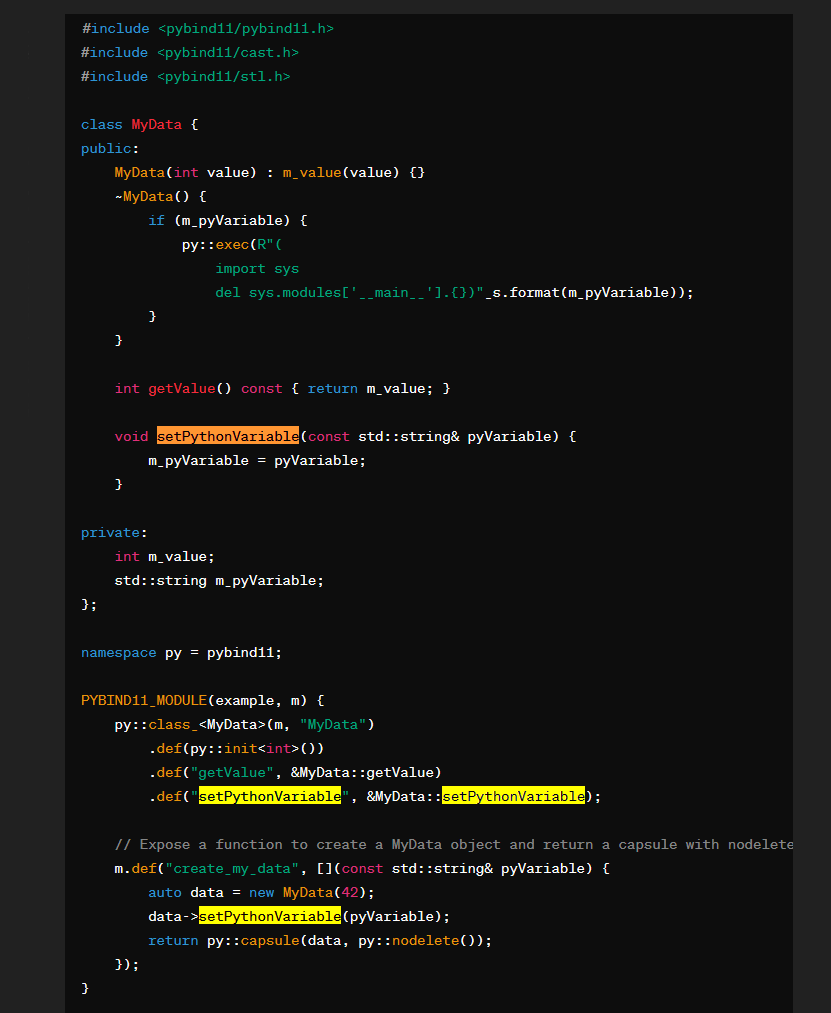 #include <pybind11/pybind11.h>
#include <pybind11/cast.h>
#include <pybind11/stl.h>
class MyData {
public:
MyData(int value) : m_value(value) {}
~MyData() {
if (m_pyVariable) {
py::exec(R"(
import sys
del sys.modules['__main__'].{})"_s.format(m_pyVariable));
}
}
int getValue() const { return m_value; }
void setPythonVariable(const std::string& pyVariable) {
m_pyVariable = pyVariable;
}
private:
int m_value;
std::string m_pyVariable;
};
namespace py = pybind11;
PYBIND11_MODULE(example, m) {
py::class_<MyData>(m, "MyData")
.def(py::init<int>())
.def("getValue", &MyData::getValue)
.def("setPythonVariable", &MyData::setPythonVariable);
// Expose a function to create a MyData object and return a capsule with nodelete
m.def("create_my_data", [](const std::string& pyVariable) {
auto data = new MyData(42);
data->setPythonVariable(pyVariable);
return py::capsule(data, py::nodelete());
});
}